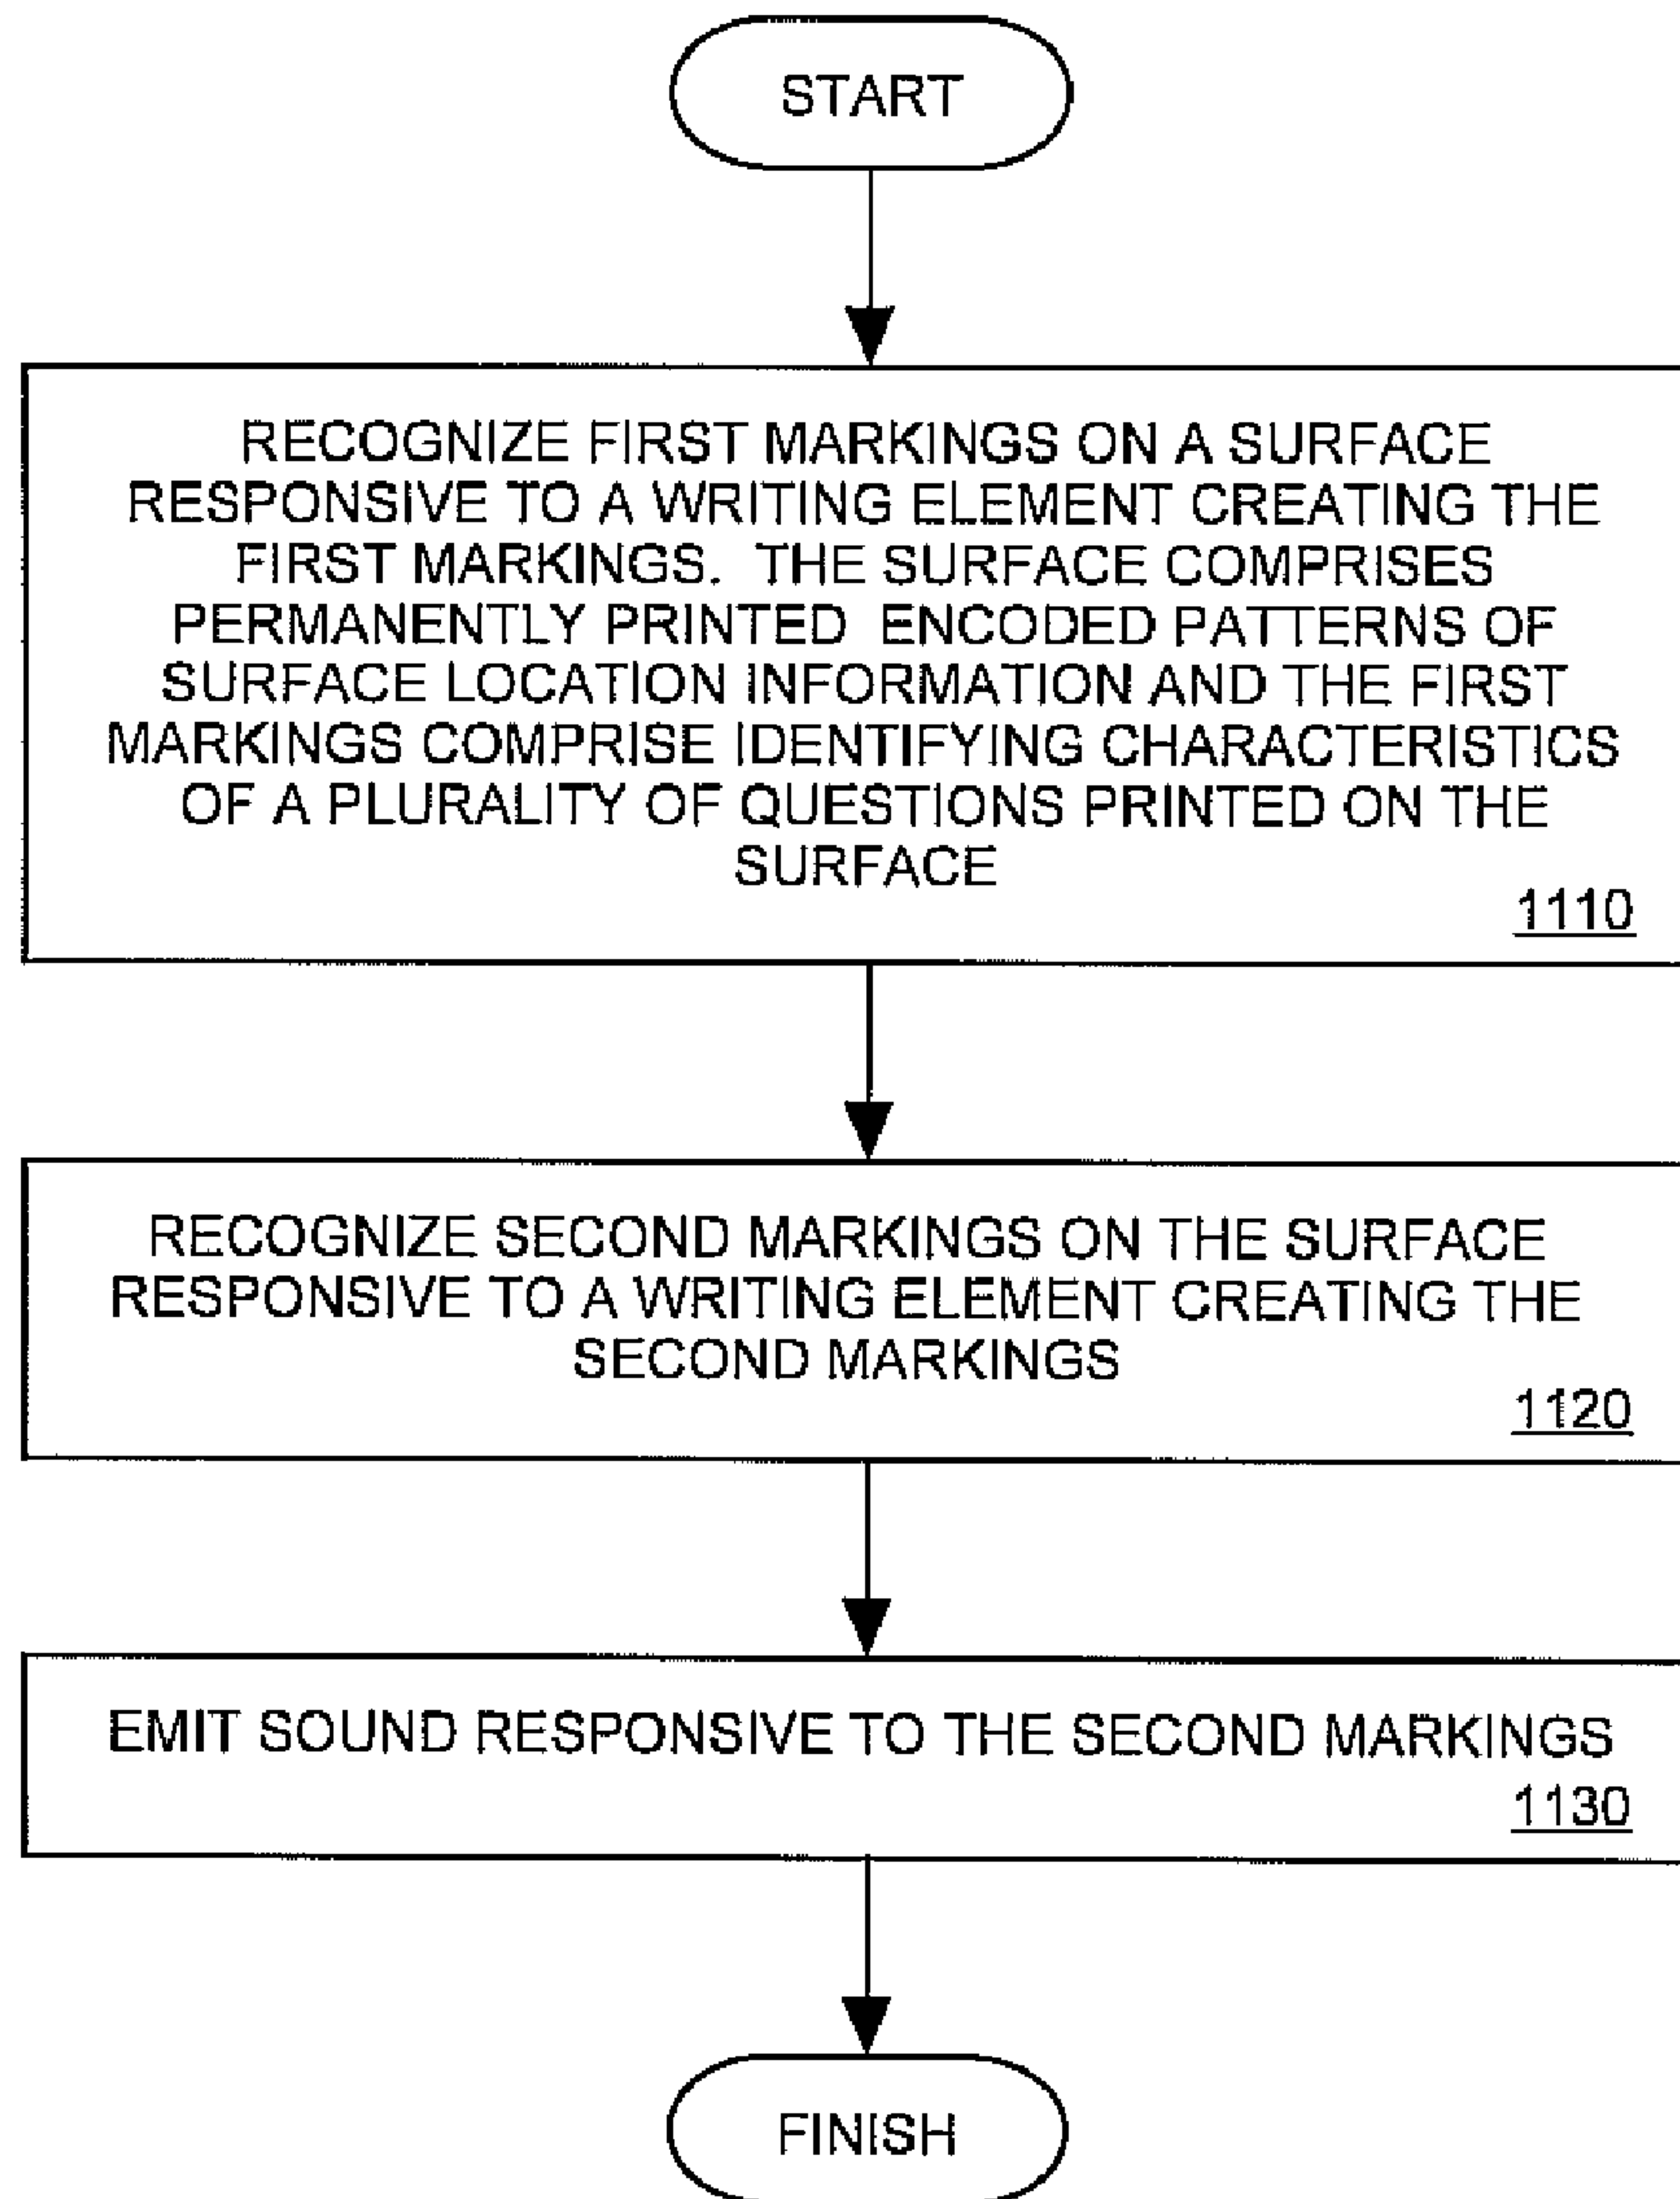 START
RECOGNIZE FIRST MARKINGS ON A SURFACE
RESPONSIVE TO A WRITING ELEMENT CREATING THE
FIRST MARKINGS. THE SURFACE COMPRISES
PERMANENTLY PRINTED ENCODED PATTERNS OF
SURFACE LOCATION INFORMATION AND THE FIRST
MARKINGS COMPRISE IDENTIFYING CHARACTERISTICS
OF A PLURALITY OF QUESTIONS PRINTED ON THE
SURFACE
1110
RECOGNIZE SECOND MARKINGS ON THE SURFACE
RESPONSIVE TO A WRITING ELEMENT CREATING THE
SECOND MARKINGS
1120
EMIT SOUND RESPONSIVE TO THE SECOND MARKINGS
1130
FINISH